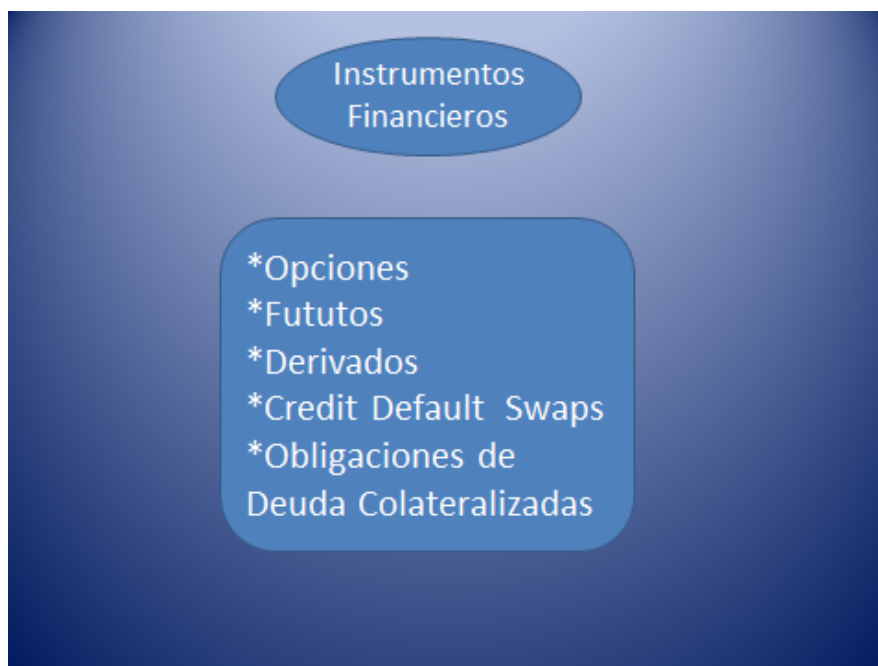 Instrumentos
Financieros
*Opciones
*Fututos
*Derivados
*Credit Default Swaps
*Obligaciones de
Deuda Colateralizadas